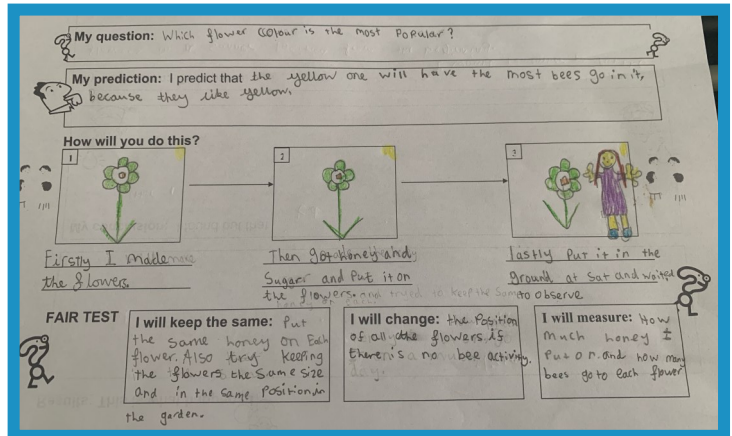 My question: Which flower colour is the most Popular?
My prediction: I predict that the yellow one will have the most bees go in it,
because they like yellow.
How will you do this?
1
2
3
Firstly I made
the flowers
Then got honey and
Sugar and Put it on
the flowers.
lastly Put it in the
ground at sat and waited
to observe
FAIR TEST
I will keep the same: Put
the same honey on Each
flower. Also try keeping
the flowers the same size
and in the same Position in
the garden.
I will change: the Position
of all the flowers if
there is no bee activity.
I will measure: How
much honey I
Put on. and how many
bees go to each flower